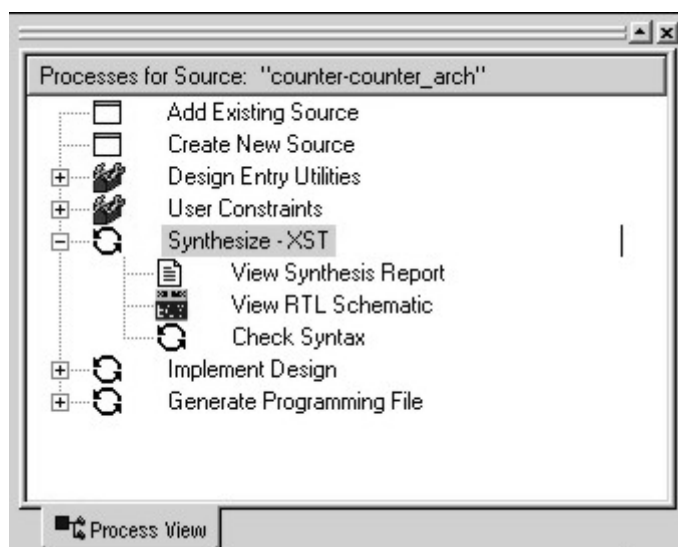 Processes for Source: "counter-counter_arch"
Add Existing Source
Create New Source
Design Entry Utilities
User Constraints
Synthesize - XST
View Synthesis Report
View RTL Schematic
Check Syntax
Implement Design
Generate Programming File
Process View